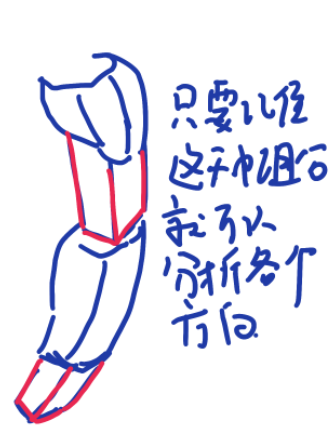 只要记住
这种组合
就可以
分析各个
方向.